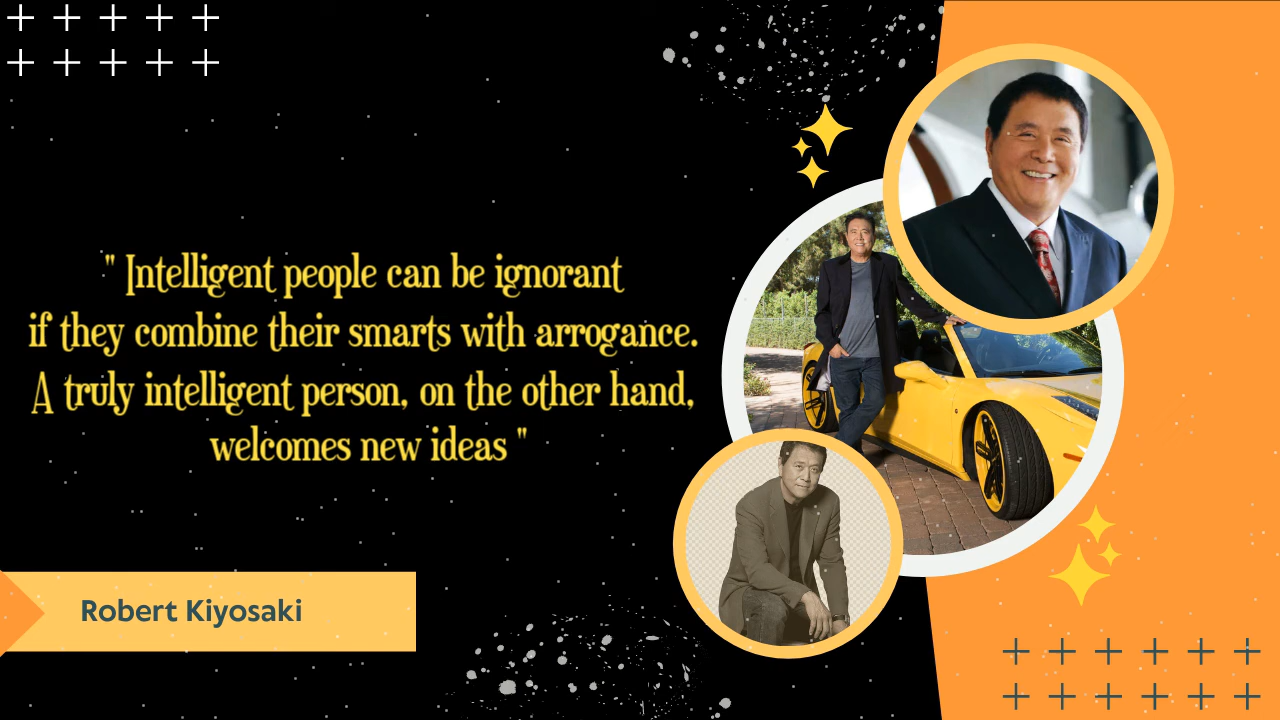 " Intelligent people can be ignorant
if they combine their smarts with arrogance.
A truly intelligent person, on the other hand,
welcomes new ideas "
Robert Kiyosaki